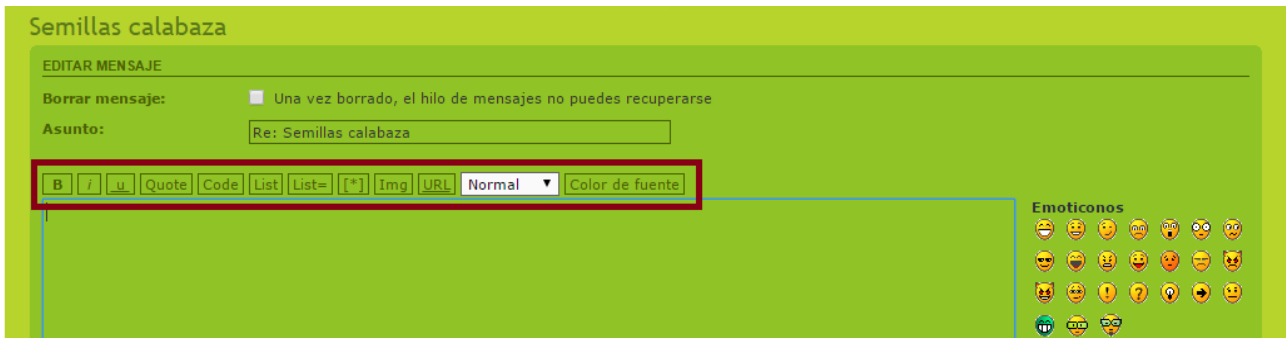 Semillas calabaza
EDITAR MENSAJE
Borrar mensaje: Una vez borrado, el hilo de mensajes no puedes recuperarse
Asunto: Re: Semillas calabaza
B i u Quote Code List List= [*] Img URL Normal Color de fuente
Emoticonos